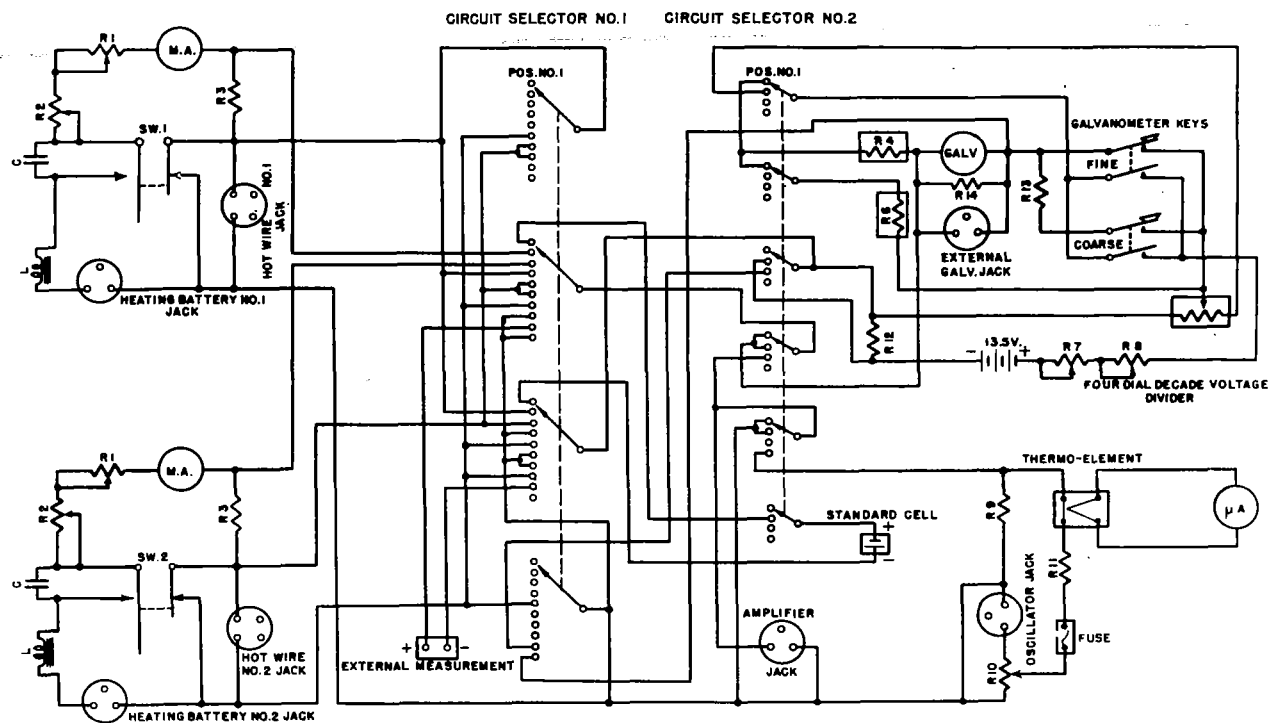 CIRCUIT SELECTOR NO.1
CIRCUIT SELECTOR NO.2
R1
M.A.
R2
R3
C
SW.1
L
NO.1
HOT WIRE JACK
HEATING BATTERY NO.1
JACK
POS.NO.1
POS.NO.1
R4
GALV
R14
R6
EXTERNAL
GALV. JACK
R13
GALVANOMETER KEYS
FINE
COARSE
R12
- 13.5V. +
R7
R8
FOUR DIAL DECADE VOLTAGE
DIVIDER
R1
M.A.
R2
R3
C
SW.2
L
HOT WIRE
NO.2 JACK
HEATING BATTERY NO.2 JACK
+ -
EXTERNAL MEASUREMENT
STANDARD CELL
+
-
AMPLIFIER
JACK
THERMO-ELEMENT
μA
R9
R11
OSCILLATOR JACK
FUSE
R10